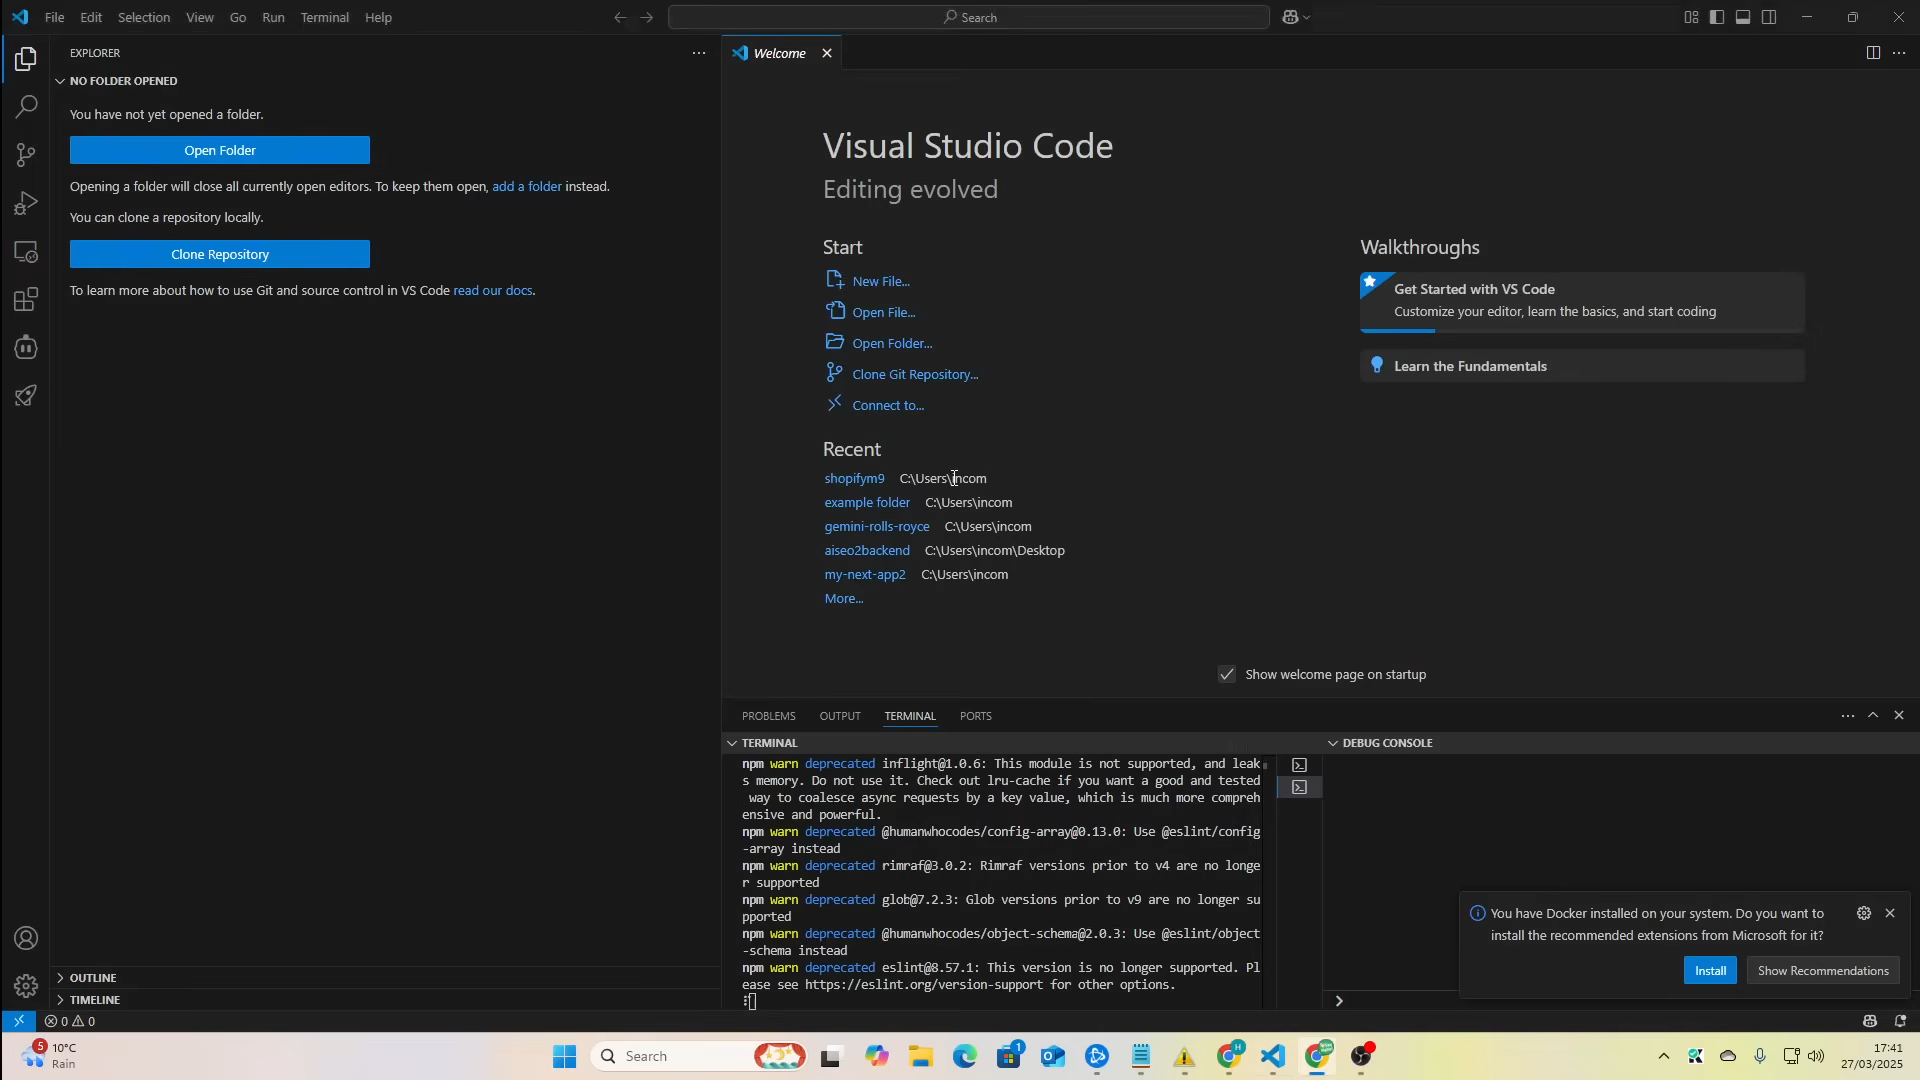 File Edit Selection View Go Run Terminal Help
Search
EXPLORER
NO FOLDER OPENED
You have not yet opened a folder.
Open Folder
Opening a folder will close all currently open editors. To keep them open, add a folder instead.
You can clone a repository locally.
Clone Repository
To learn more about how to use Git and source control in VS Code read our docs.
OUTLINE
TIMELINE
Welcome
Visual Studio Code
Editing evolved
Start
New File...
Open File...
Open Folder...
Clone Git Repository...
Connect to...
Recent
shopifym9 C:\Users\incom
example folder C:\Users\incom
gemini-rolls-royce C:\Users\incom
aiseo2backend C:\Users\incom\Desktop
my-next-app2 C:\Users\incom
More...
Walkthroughs
Get Started with VS Code
Customize your editor, learn the basics, and start coding
Learn the Fundamentals
Show welcome page on startup
PROBLEMS OUTPUT TERMINAL PORTS
TERMINAL
npm warn deprecated inflight@1.0.6: This module is not supported, and leak
s memory. Do not use it. Check out lru-cache if you want a good and tested
way to coalesce async requests by a key value, which is much more compreh
ensive and powerful.
npm warn deprecated @humanwhocodes/config-array@0.13.0: Use @eslint/config
-array instead
npm warn deprecated rimraf@3.0.2: Rimraf versions prior to v4 are no longe
r supported
npm warn deprecated glob@7.2.3: Glob versions prior to v9 are no longer su
pported
npm warn deprecated @humanwhocodes/object-schema@2.0.3: Use @eslint/object
-schema instead
npm warn deprecated eslint@8.57.1: This version is no longer supported. Pl
ease see https://eslint.org/version-support for other options.
DEBUG CONSOLE
You have Docker installed on your system. Do you want to
install the recommended extensions from Microsoft for it?
Install
Show Recommendations
0 0
5
10°C
Rain
Search
1
H
17:41
27/03/2025